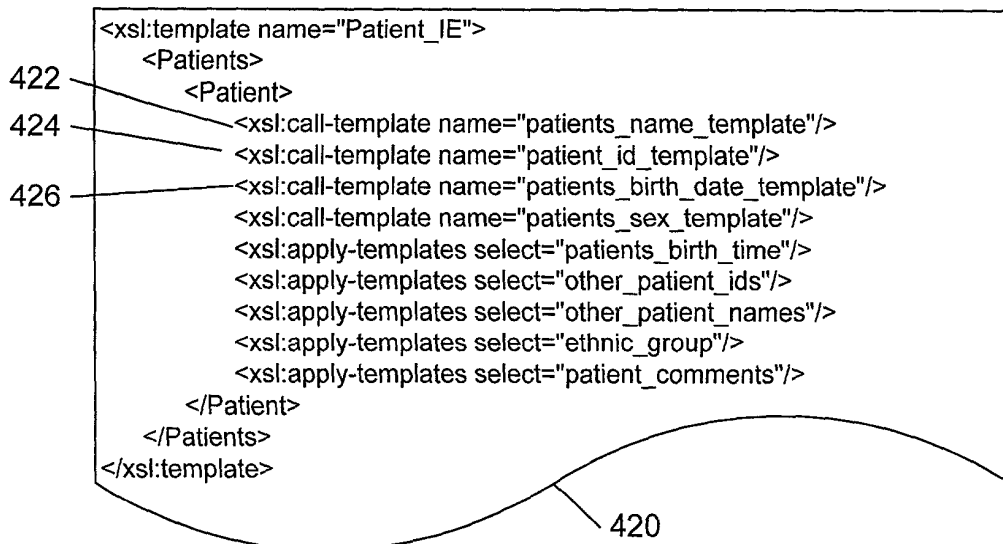 <xsl:template name="Patient_IE">
<Patients>
422
<Patient>
<xsl:call-template name="patients_name_template"/>
424
<xsl:call-template name="patient_id_template"/>
426
<xsl:call-template name="patients_birth_date_template"/>
<xsl:call-template name="patients_sex_template"/>
<xsl:apply-templates select="patients_birth_time"/>
<xsl:apply-templates select="other_patient_ids"/>
<xsl:apply-templates select="other_patient_names"/>
<xsl:apply-templates select="ethnic_group"/>
<xsl:apply-templates select="patient_comments"/>
</Patient>
</Patients>
</xsl:template>
420